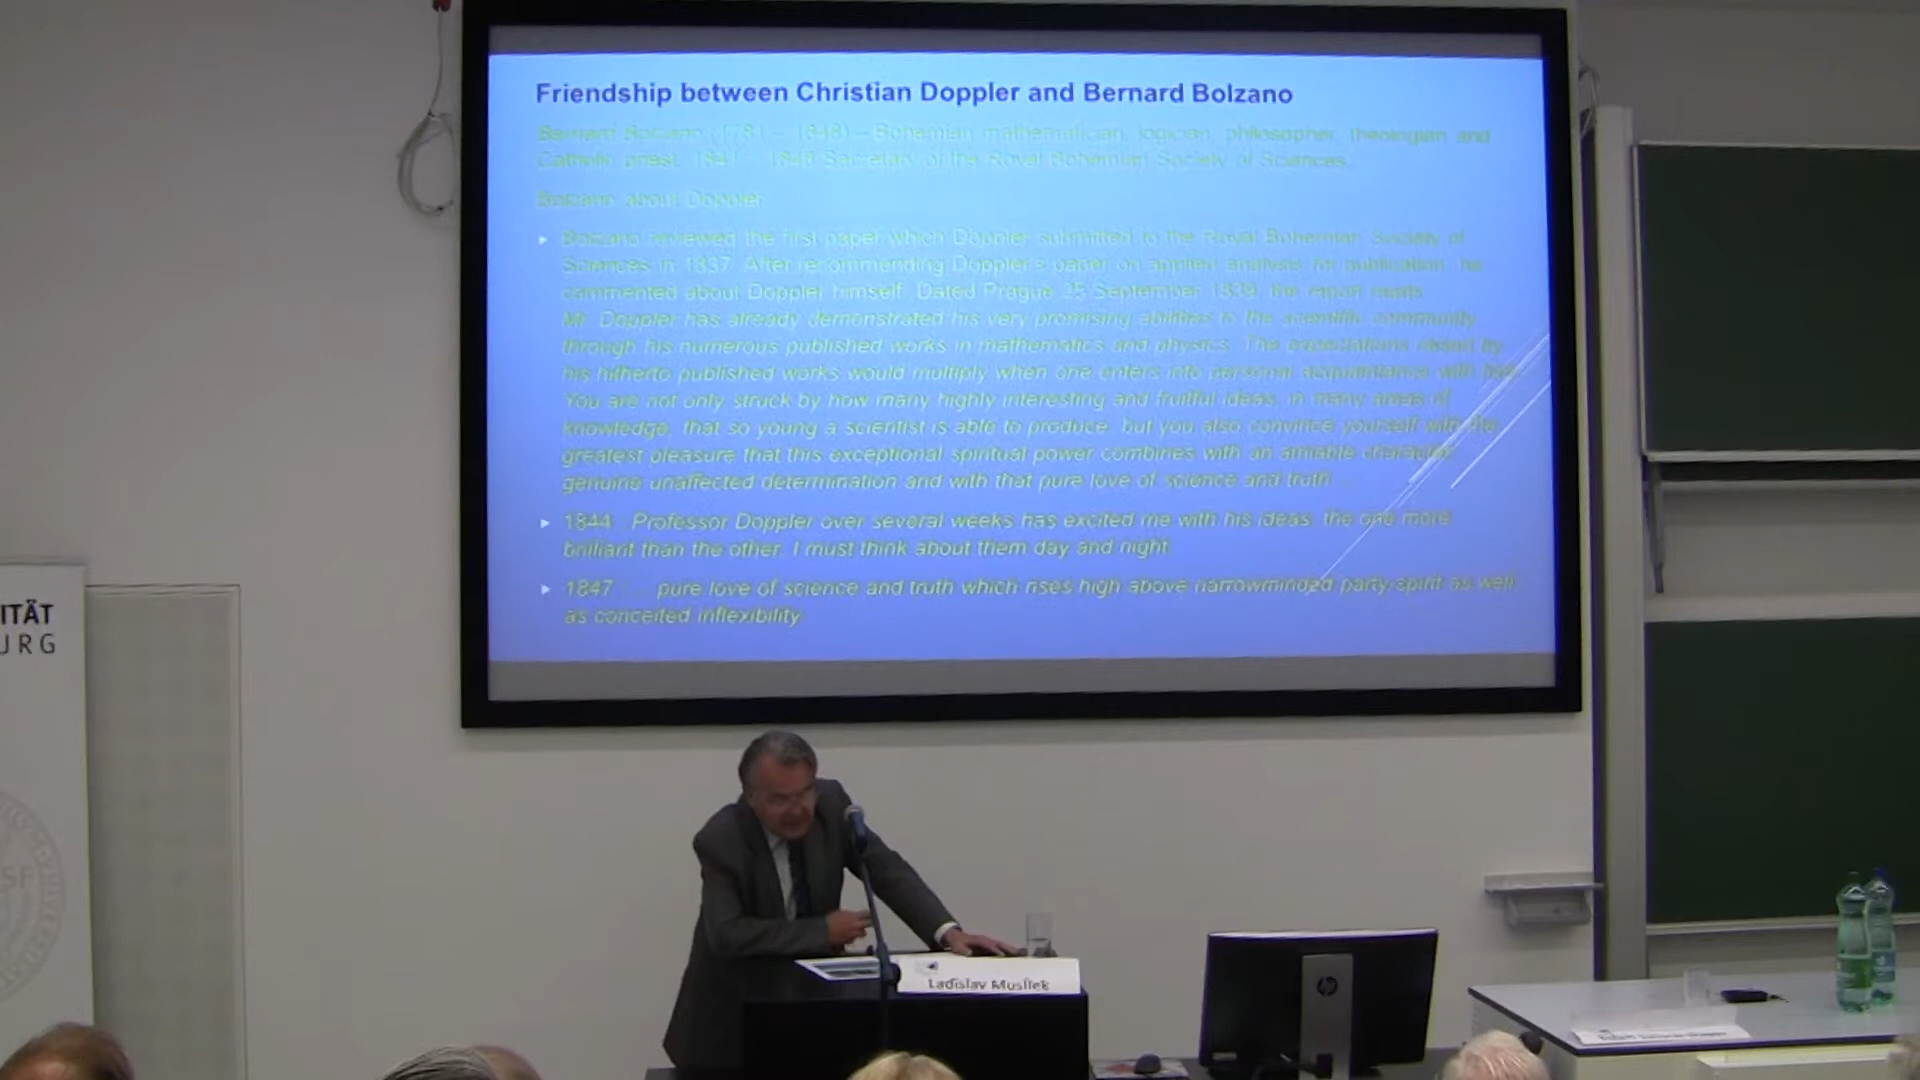 Friendship between Christian Doppler and Bernard Bolzano
Bernard Bolzano (1781 – 1848) – Bohemian mathematician, logician, philosopher, theologian and
Catholic priest. 1841 – 1848 Secretary of the Royal Bohemian Society of Sciences.
Bolzano about Doppler
Bolzano reviewed the first paper which Doppler submitted to the Royal Bohemian Society of
Sciences in 1837. After recommending Doppler's paper on applied analysis for publication, he
commented about Doppler himself. Dated Prague 25 September 1839, the report reads
Mr. Doppler has already demonstrated his very promising abilities to the scientific community
through his numerous published works in mathematics and physics. The expectations raised by
his hitherto published works would multiply when one enters into personal acquaintance with
You are not only struck by how many highly interesting and fruitful ideas, in many areas of
knowledge, that so young a scientist is able to produce, but you also convince yourself with the
greatest pleasure that this exceptional spiritual power combines with an amiable character,
genuine unaffected determination and with that pure love of science and truth ...
1844: Professor Doppler over several weeks has excited me with his ideas, the one more
brilliant than the other. I must think about them day and night.
1847: ... pure love of science and truth which rises high above narrowminded party-spirit as well
as conceited inflexibility
ITÄT
URG
SF
Ladislav Musílek
hp